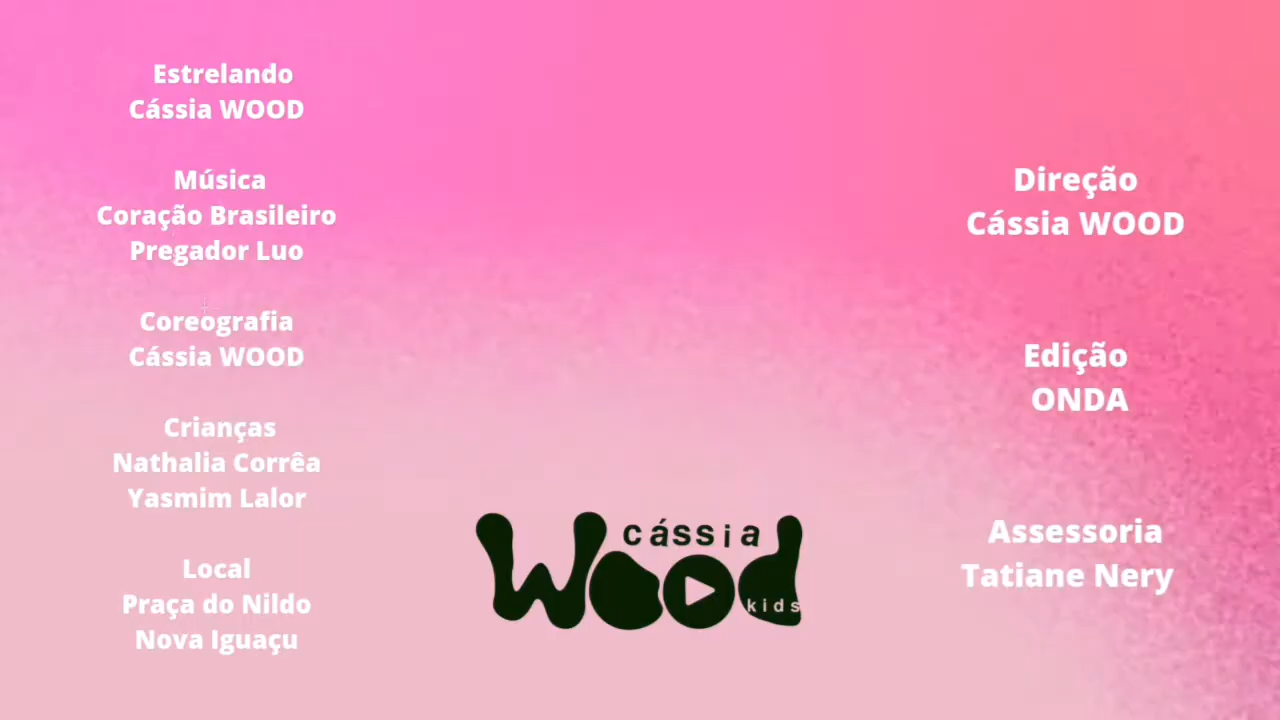 Estrelando
Cássia WOOD
Música
Coração Brasileiro
Pregador Luo
Coreografia
Cássia WOOD
Crianças
Nathalia Corrêa
Yasmim Lalor
Local
Praça do Nildo
Nova Iguaçu
cássia
Wood
kids
Direção
Cássia WOOD
Edição
ONDA
Assessoria
Tatiane Nery